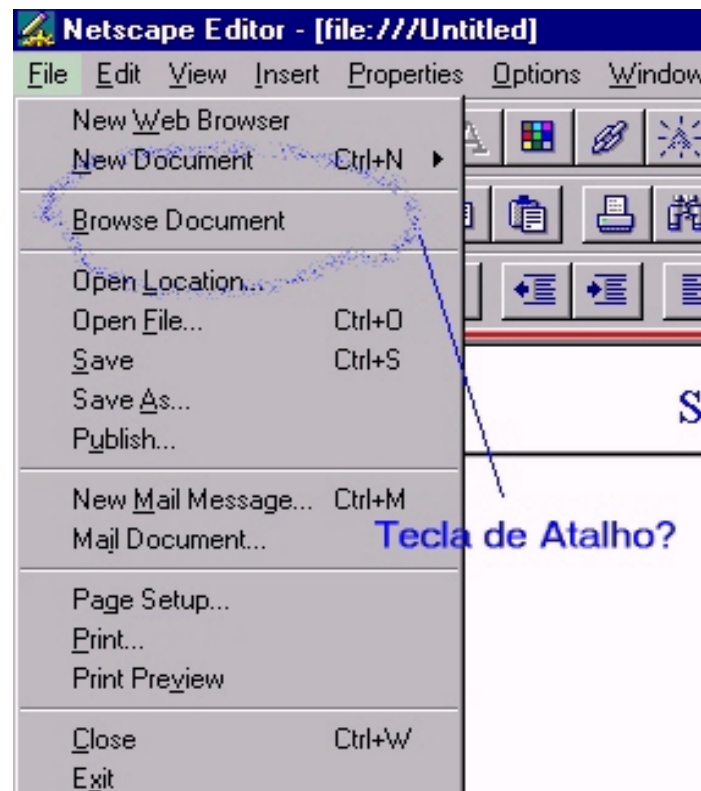 Netscape Editor - [file:///Untitled]
File Edit View Insert Properties Options Window
New Web Browser
New Document Ctrl+N
Browse Document
Open Location...
Open File... Ctrl+O
Save Ctrl+S
Save As...
Publish...
New Mail Message... Ctrl+M
Mail Document...
Tecla de Atalho?
Page Setup...
Print...
Print Preview
Close Ctrl+W
Exit